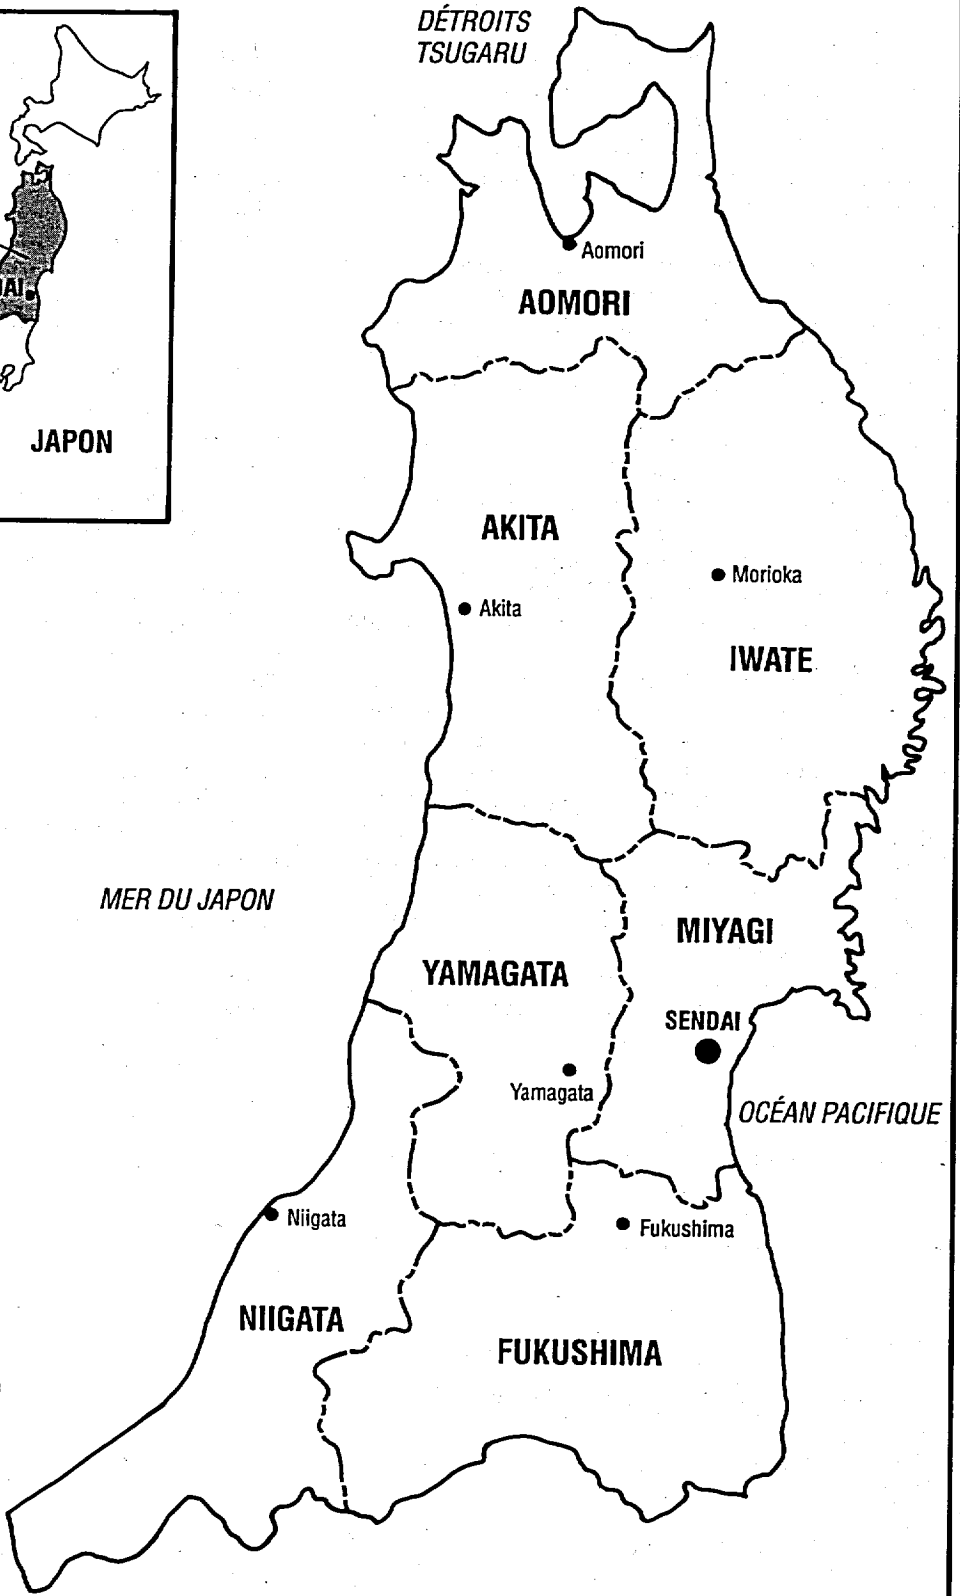 DÉTROITS
TSUGARU
Aomori
AOMORI
JAPON
AKITA
Morioka
Akita
IWATE
MER DU JAPON
MIYAGI
YAMAGATA
SENDAI
Yamagata
OCÉAN PACIFIQUE
Niigata
Fukushima
NIIGATA
FUKUSHIMA